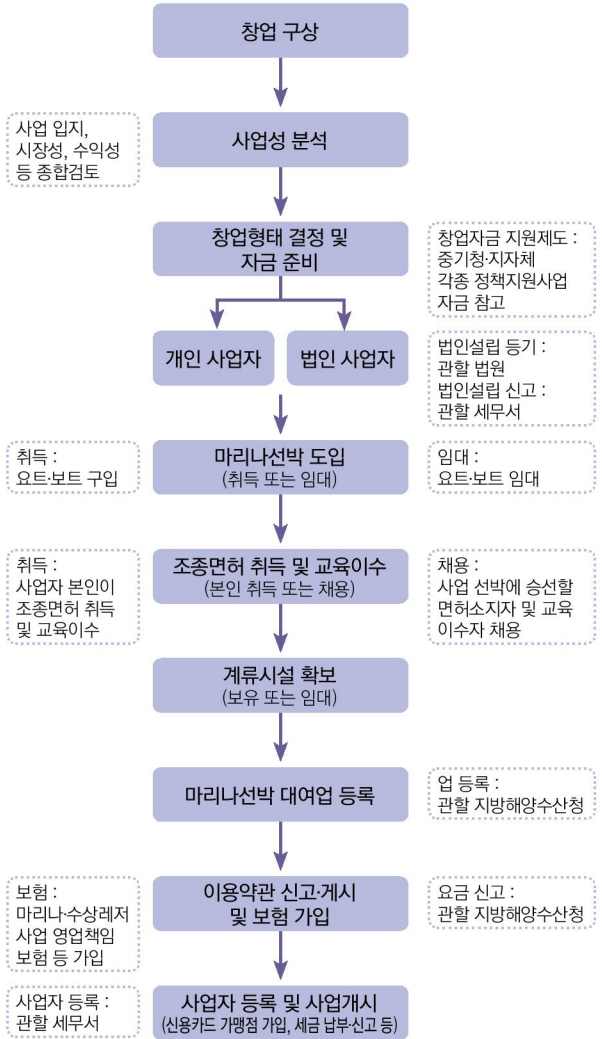 창업 구상
사업 입지,
시장성, 수익성
등 종합검토
사업성 분석
창업형태 결정 및
자금 준비
창업자금 지원제도 :
중기청·지자체
각종 정책지원사업
자금 참고
개인 사업자
법인 사업자
법인설립 등기 :
관할 법원
법인설립 신고 :
관할 세무서
취득 :
요트·보트 구입
마리나선박 도입
(취득 또는 임대)
임대 :
요트·보트 임대
취득 :
사업자 본인이
조종면허 취득
및 교육이수
조종면허 취득 및 교육이수
(본인 취득 또는 채용)
채용 :
사업 선박에 승선할
면허소지자 및 교육
이수자 채용
계류시설 확보
(보유 또는 임대)
마리나선박 대여업 등록
업 등록 :
관할 지방해양수산청
보험 :
마리나·수상레저
사업 영업책임
보험 등 가입
이용약관 신고·게시
및 보험 가입
요금 신고 :
관할 지방해양수산청
사업자 등록 :
관할 세무서
사업자 등록 및 사업개시
(신용카드 가맹점 가입, 세금 납부·신고 등)